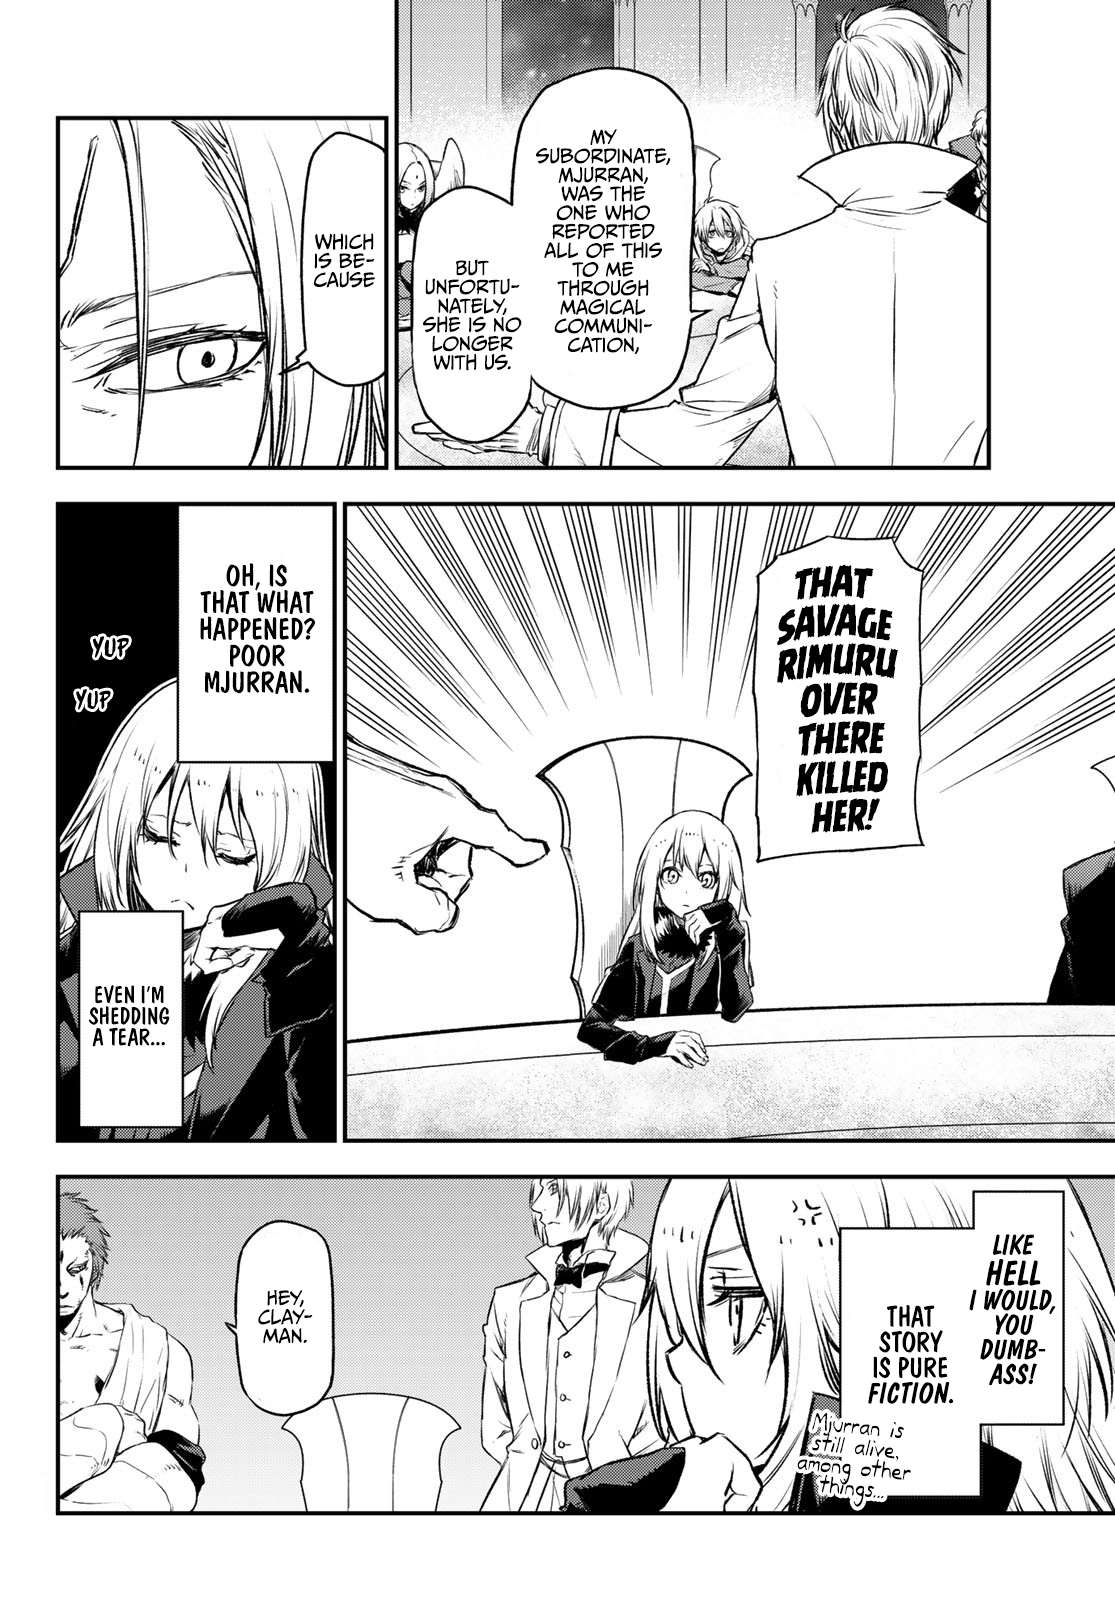 MY
SUBORDINATE,
MJURRAN,
WAS THE
ONE WHO
REPORTED
ALL OF THIS
TO ME
THROUGH
MAGICAL
COMMUNI-
CATION,
BUT
UNFORTU-
NATELY,
SHE IS NO
LONGER
WITH US.
WHICH
IS BE-
CAUSE
THAT
SAVAGE
RIMURU
OVER
THERE
KILLED
HER!
OH, IS
THAT WHAT
HAPPENED?
POOR
MJURRAN.
YUP
YUP
EVEN I'M
SHEDDING
A TEAR...
LIKE
HELL
I WOULD,
YOU
DUMB-
ASS!
THAT
STORY
IS PURE
FICTION.
Mjurran is
still alive,
among other
things...
HEY,
CLAY-
MAN.